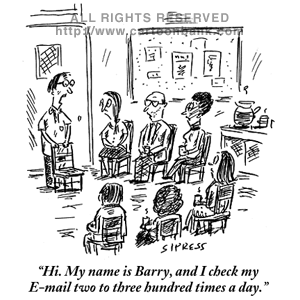 ALL RIGHTS RESERVED
http://www.cartoonbank.com
SIPRESS
“Hi. My name is Barry, and I check my
E-mail two to three hundred times a day.”